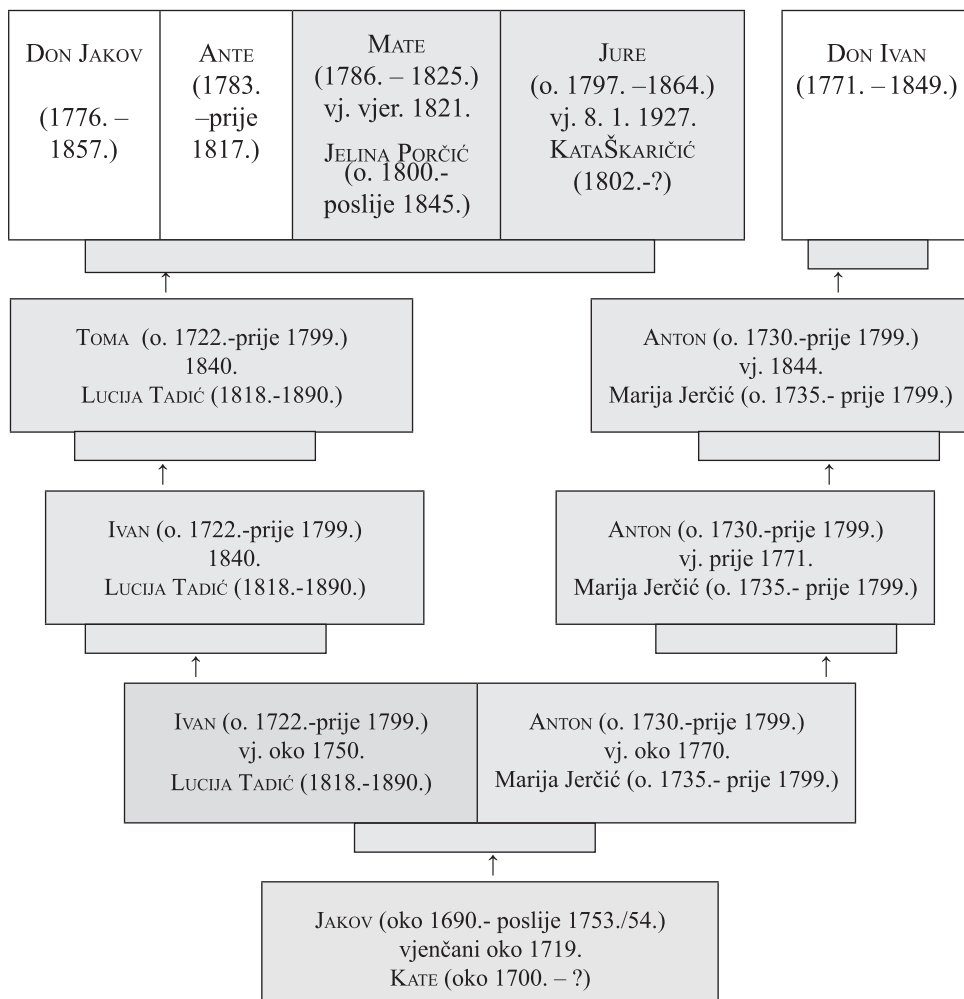 Don Jakov
(1776. –
1857.)
Ante
(1783.
–prije
1817.)
Mate
(1786. – 1825.)
vj. vjer. 1821.
Jelina Porčić
(o. 1800.-
poslije 1845.)
Jure
(o. 1797. –1864.)
vj. 8. 1. 1927.
KataŠkaričić
(1802.-?)
Don Ivan
(1771. – 1849.)
↑
↑
Toma (o. 1722.-prije 1799.)
1840.
Lucija Tadić (1818.-1890.)
Anton (o. 1730.-prije 1799.)
vj. 1844.
Marija Jerčić (o. 1735.- prije 1799.)
↑
↑
Ivan (o. 1722.-prije 1799.)
1840.
Lucija Tadić (1818.-1890.)
Anton (o. 1730.-prije 1799.)
vj. prije 1771.
Marija Jerčić (o. 1735.- prije 1799.)
↑
↑
Ivan (o. 1722.-prije 1799.)
vj. oko 1750.
Lucija Tadić (1818.-1890.)
Anton (o. 1730.-prije 1799.)
vj. oko 1770.
Marija Jerčić (o. 1735.- prije 1799.)
↑
Jakov (oko 1690.- poslije 1753./54.)
vjenčani oko 1719.
Kate (oko 1700. – ?)